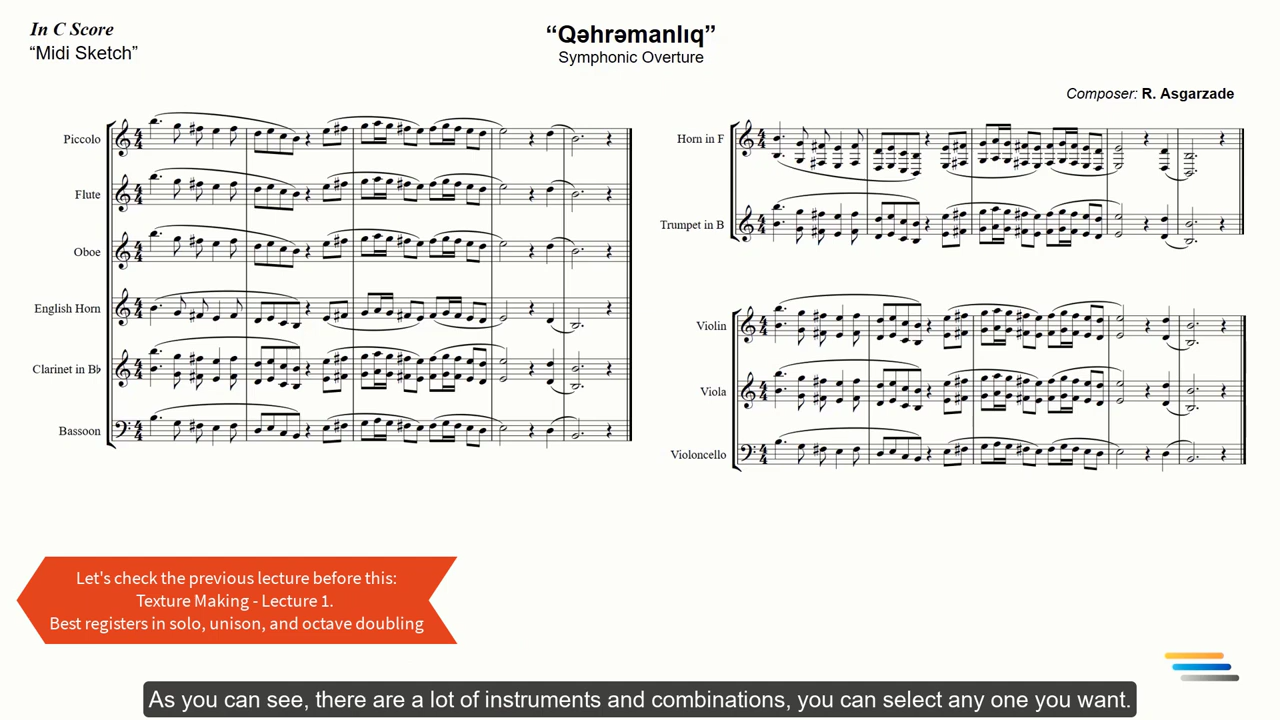 In C Score
“Midi Sketch”
“Qəhrəmanlıq”
Symphonic Overture
Composer: R. Asgarzade
Piccolo
Flute
Oboe
English Horn
Clarinet in B♭
Bassoon
Horn in F
Trumpet in B
Violin
Viola
Violoncello
Let's check the previous lecture before this:
Texture Making - Lecture 1.
Best registers in solo, unison, and octave doubling
As you can see, there are a lot of instruments and combinations, you can select any one you want.